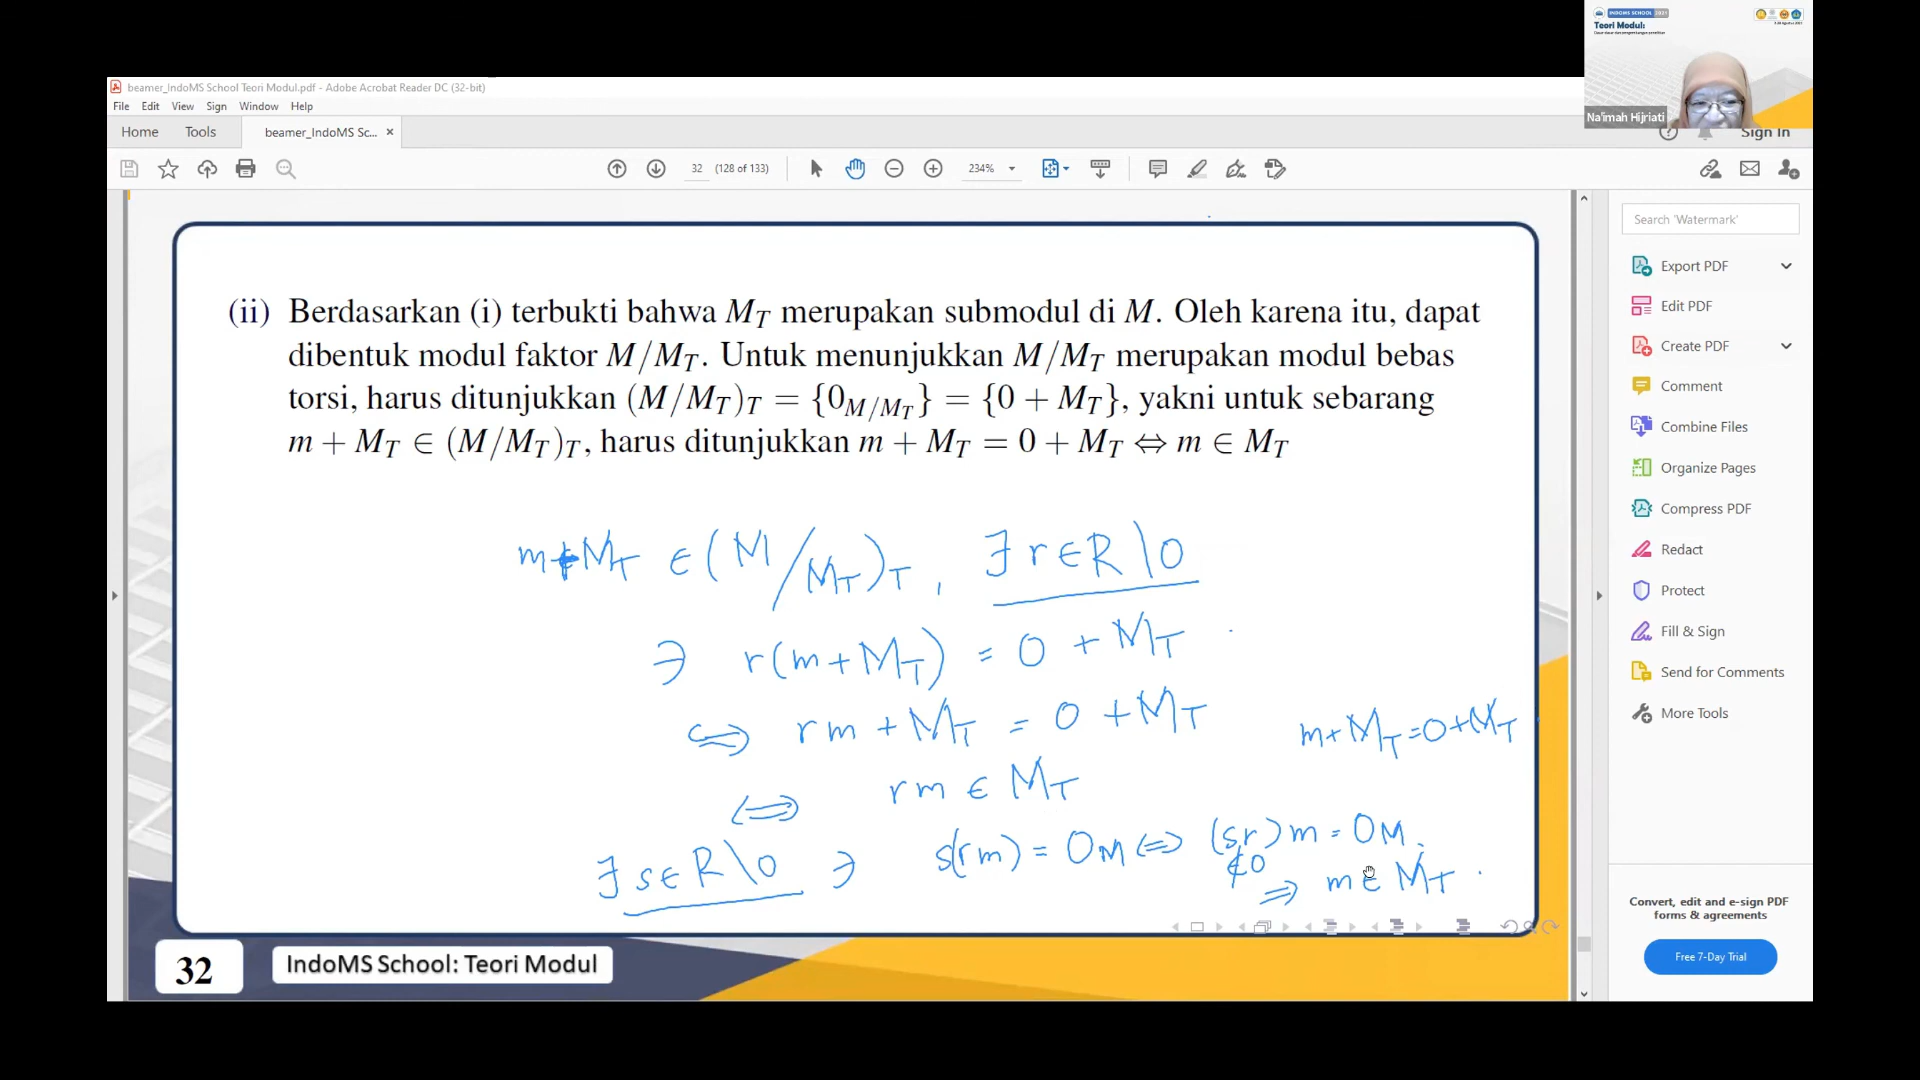 INDOMS SCHOOL 2021
Teori Modul:
Na'imah Hijriati
beamer_IndoMS School Teori Modul.pdf - Adobe Acrobat Reader DC (32-bit)
File Edit View Sign Window Help
Home Tools beamer_IndoMS Sc... × Sign In
32 (128 of 133) 234%
Search 'Watermark'
Export PDF
Edit PDF
Create PDF
Comment
Combine Files
Organize Pages
Compress PDF
Redact
Protect
Fill & Sign
Send for Comments
More Tools
Convert, edit and e-sign PDF
forms & agreements
Free 7-Day Trial
(ii) Berdasarkan (i) terbukti bahwa M_T merupakan submodul di M. Oleh karena itu, dapat
dibentuk modul faktor M/M_T. Untuk menunjukkan M/M_T merupakan modul bebas
torsi, harus ditunjukkan (M/M_T)_T = {0_{M/M_T}} = {0 + M_T}, yakni untuk sebarang
m + M_T ∈ (M/M_T)_T, harus ditunjukkan m + M_T = 0 + M_T ⇔ m ∈ M_T
m + M_T ∈ (M/M_T)_T, ∃ r ∈ R\0
∋ r(m + M_T) = 0 + M_T.
⇔ rm + M_T = 0 + M_T
m + M_T = 0 + M_T
⇔ rm ∈ M_T
∃ s ∈ R\0 ∋ s(rm) = 0_M ⇔ (sr)m = 0_M.
≠0
⇒ m ∈ M_T.
32 IndoMS School: Teori Modul